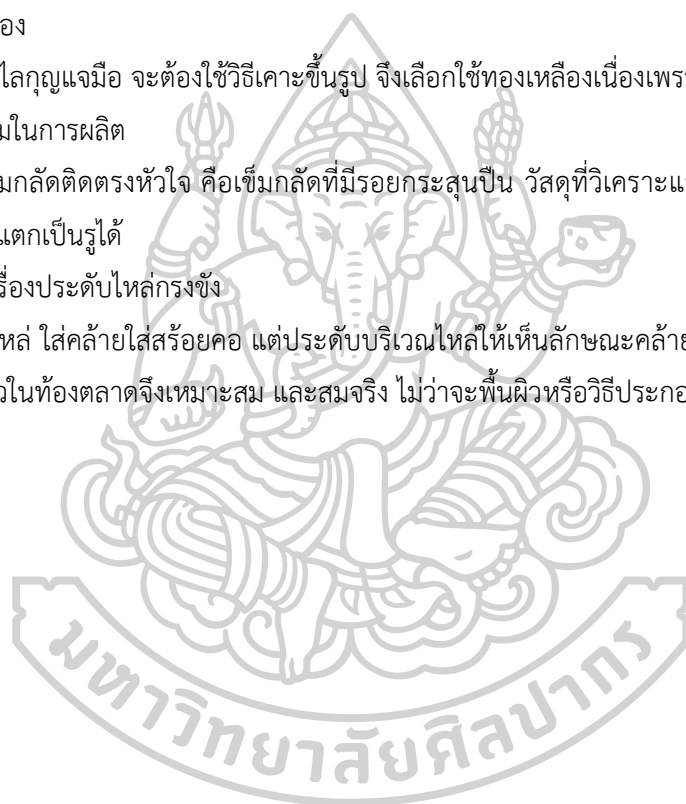 อง
ไลกุญแจมือ จะต้องใช้วิธีเคาะขึ้นรูป จึงเลือกใช้ทองเหลืองเนื่องเพรา
มในการผลิต
มกลัดติดตรงหัวใจ คือเข็มกลัดที่มีรอยกระสุนปืน วัสดุที่วิเคราะแ
แตกเป็นรูได้
รื่องประดับไหล่กรงขัง
หล่ ใส่คล้ายใส่สร้อยคอ แต่ประดับบริเวณไหล่ให้เห็นลักษณะคล้าย
วในท้องตลาดจึงเหมาะสม และสมจริง ไม่ว่าจะพื้นผิวหรือวิธีประกอ
มหาวิทยาลัยศิลปากร